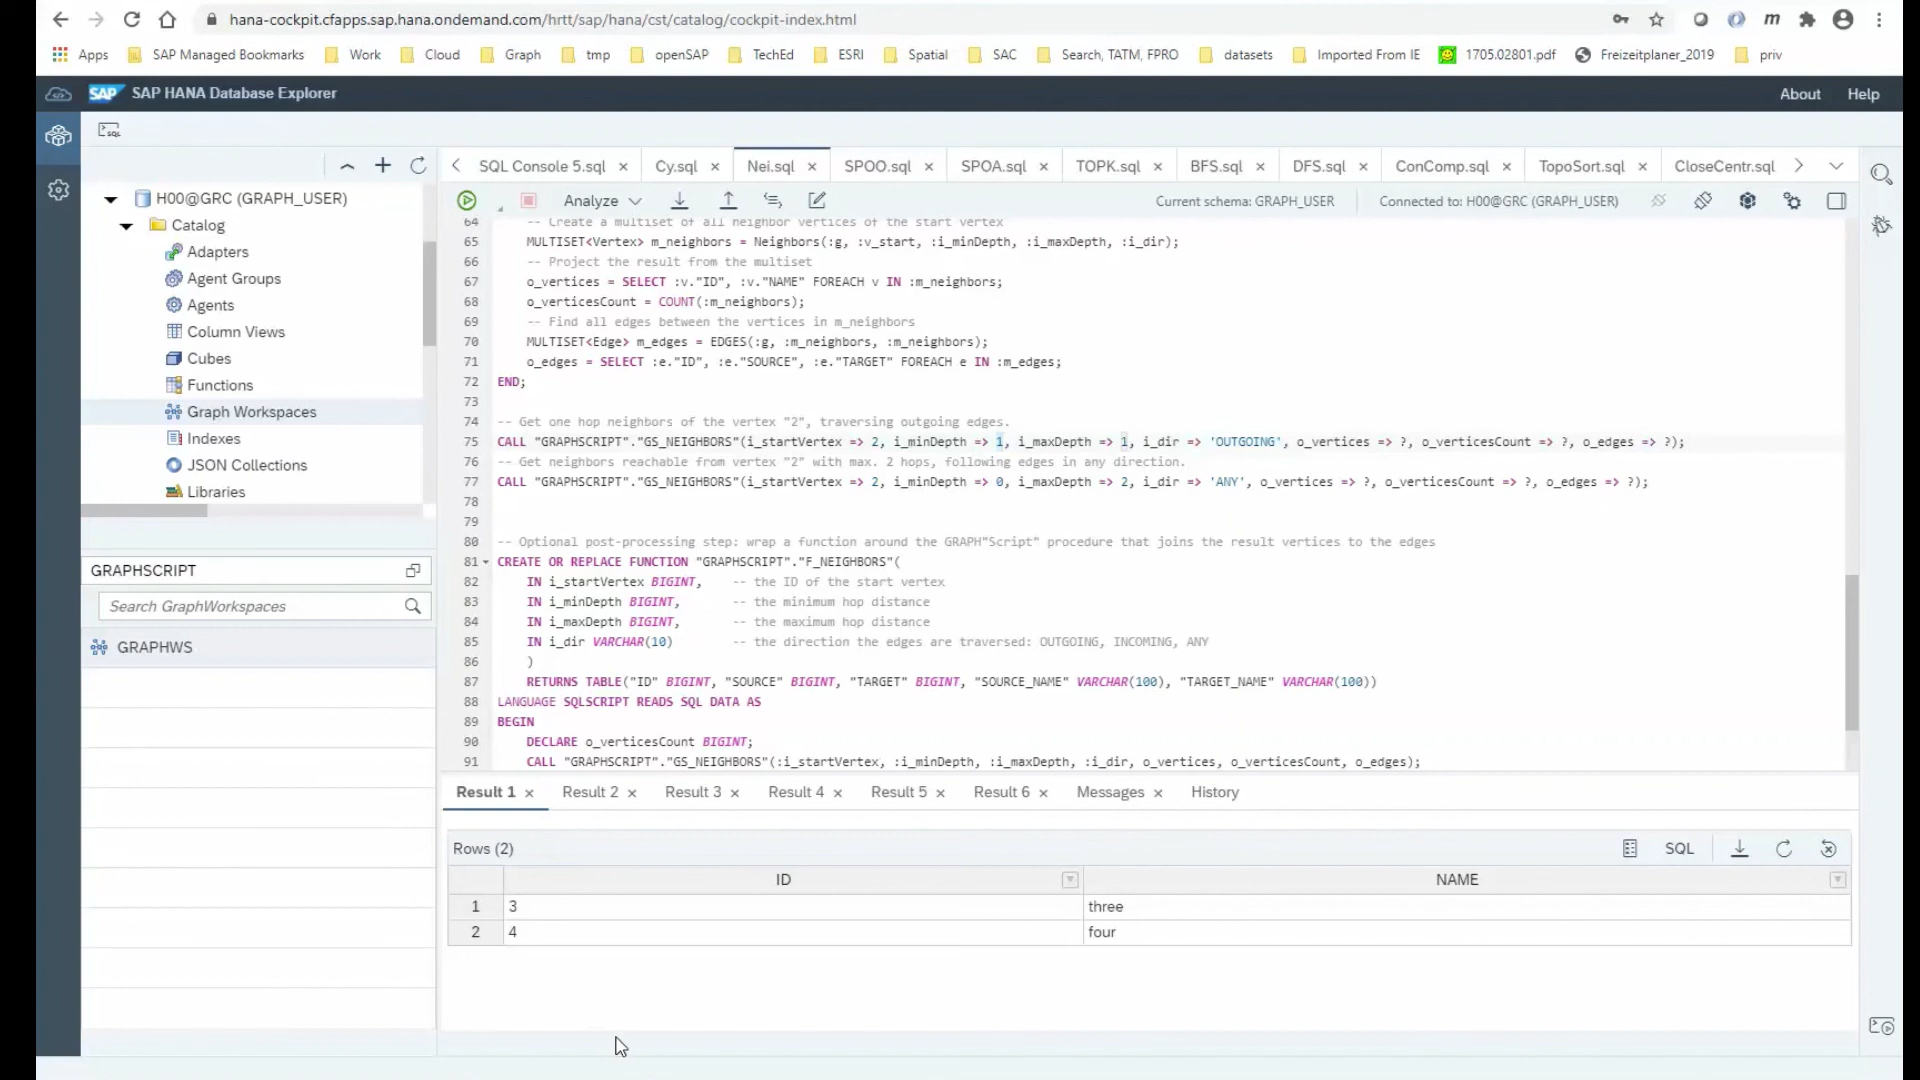 hana-cockpit.cfapps.sap.hana.ondemand.com/hrtt/sap/hana/cst/catalog/cockpit-index.html
Apps SAP Managed Bookmarks Work Cloud Graph tmp openSAP TechEd ESRI Spatial SAC Search, TATM, FPRO datasets Imported From IE 1705.02801.pdf Freizeitplaner_2019 priv
SAP SAP HANA Database Explorer About Help
SQL Console 5.sql Cy.sql Nei.sql SPOO.sql SPOA.sql TOPK.sql BFS.sql DFS.sql ConComp.sql TopoSort.sql CloseCentr.sql
Analyze Current schema: GRAPH_USER Connected to: H00@GRC (GRAPH_USER)
H00@GRC (GRAPH_USER)
Catalog
Adapters
Agent Groups
Agents
Column Views
Cubes
Functions
Graph Workspaces
Indexes
JSON Collections
Libraries
GRAPHSCRIPT
Search GraphWorkspaces
GRAPHWS
64 -- Create a multiset of all neighbor vertices of the start vertex
65 MULTISET<Vertex> m_neighbors = Neighbors(:g, :v_start, :i_minDepth, :i_maxDepth, :i_dir);
66 -- Project the result from the multiset
67 o_vertices = SELECT :v."ID", :v."NAME" FOREACH v IN :m_neighbors;
68 o_verticesCount = COUNT(:m_neighbors);
69 -- Find all edges between the vertices in m_neighbors
70 MULTISET<Edge> m_edges = EDGES(:g, :m_neighbors, :m_neighbors);
71 o_edges = SELECT :e."ID", :e."SOURCE", :e."TARGET" FOREACH e IN :m_edges;
72 END;
73
74 -- Get one hop neighbors of the vertex "2", traversing outgoing edges.
75 CALL "GRAPHSCRIPT"."GS_NEIGHBORS"(i_startVertex => 2, i_minDepth => 1, i_maxDepth => 1, i_dir => 'OUTGOING', o_vertices => ?, o_verticesCount => ?, o_edges => ?);
76 -- Get neighbors reachable from vertex "2" with max. 2 hops, following edges in any direction.
77 CALL "GRAPHSCRIPT"."GS_NEIGHBORS"(i_startVertex => 2, i_minDepth => 0, i_maxDepth => 2, i_dir => 'ANY', o_vertices => ?, o_verticesCount => ?, o_edges => ?);
78
79
80 -- Optional post-processing step: wrap a function around the GRAPH"Script" procedure that joins the result vertices to the edges
81 CREATE OR REPLACE FUNCTION "GRAPHSCRIPT"."F_NEIGHBORS"(
82 IN i_startVertex BIGINT, -- the ID of the start vertex
83 IN i_minDepth BIGINT, -- the minimum hop distance
84 IN i_maxDepth BIGINT, -- the maximum hop distance
85 IN i_dir VARCHAR(10) -- the direction the edges are traversed: OUTGOING, INCOMING, ANY
86 )
87 RETURNS TABLE("ID" BIGINT, "SOURCE" BIGINT, "TARGET" BIGINT, "SOURCE_NAME" VARCHAR(100), "TARGET_NAME" VARCHAR(100))
88 LANGUAGE SQLSCRIPT READS SQL DATA AS
89 BEGIN
90 DECLARE o_verticesCount BIGINT;
91 CALL "GRAPHSCRIPT"."GS_NEIGHBORS"(:i_startVertex, :i_minDepth, :i_maxDepth, :i_dir, o_vertices, o_verticesCount, o_edges);
Result 1 Result 2 Result 3 Result 4 Result 5 Result 6 Messages History
Rows (2) SQL
ID NAME
1 3 three
2 4 four